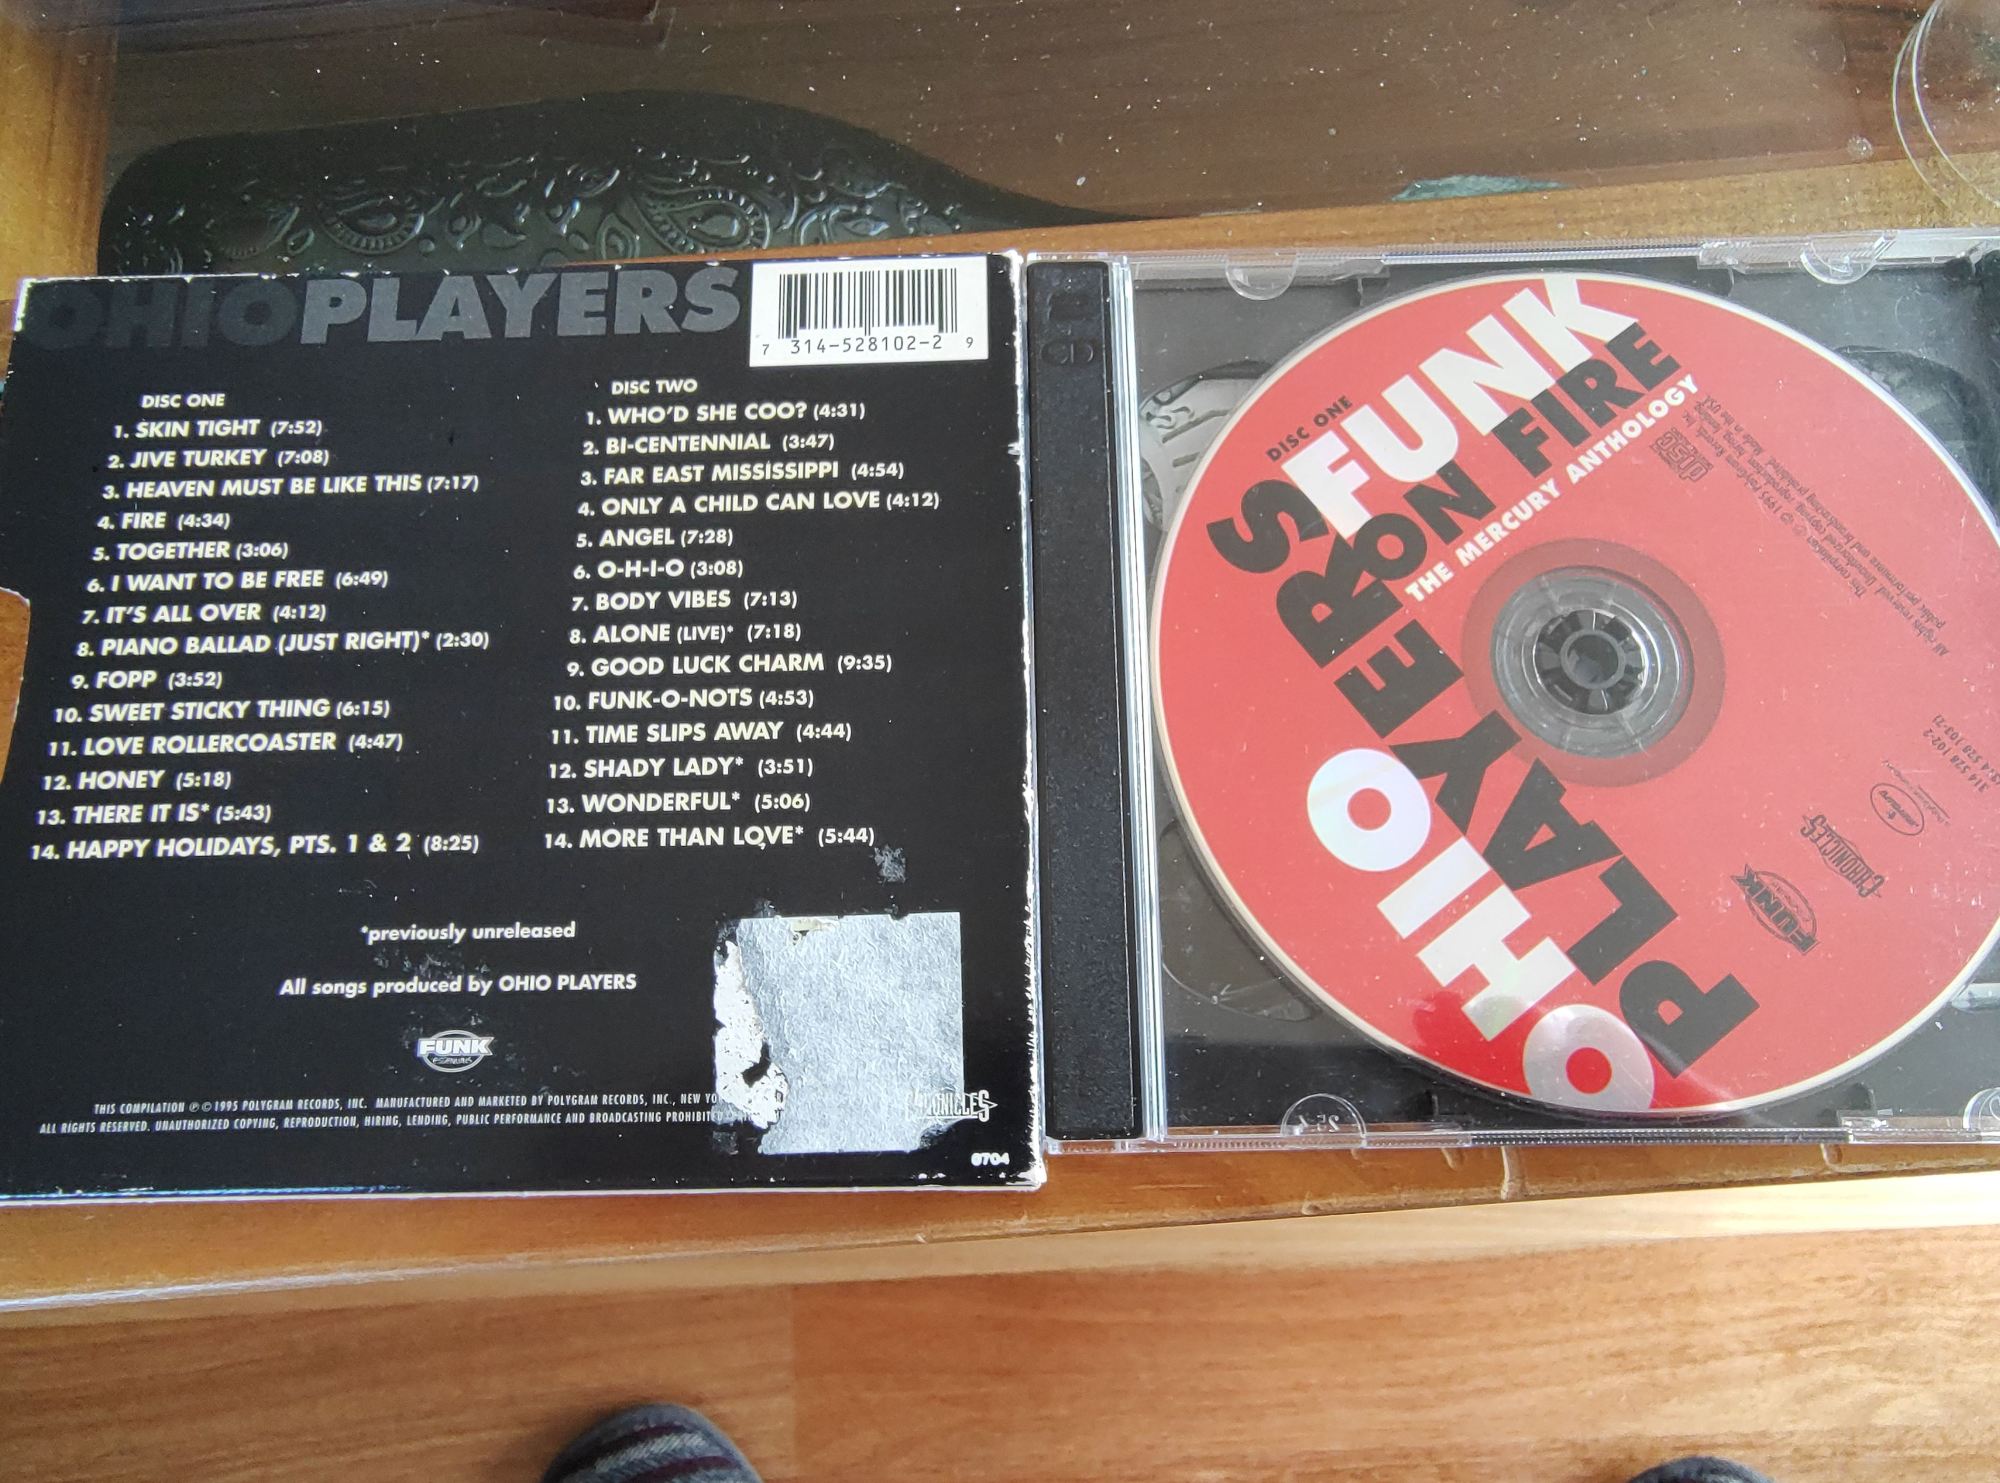 OHIO PLAYERS
7 314-528102-2 9
DISC ONE
1. SKIN TIGHT (7:52)
2. JIVE TURKEY (7:08)
3. HEAVEN MUST BE LIKE THIS (7:17)
4. FIRE (4:34)
5. TOGETHER (3:06)
6. I WANT TO BE FREE (6:49)
7. IT'S ALL OVER (4:12)
8. PIANO BALLAD (JUST RIGHT)* (2:30)
9. FOPP (3:52)
10. SWEET STICKY THING (6:15)
11. LOVE ROLLERCOASTER (4:47)
12. HONEY (5:18)
13. THERE IT IS* (5:43)
14. HAPPY HOLIDAYS, PTS. 1 & 2 (8:25)
DISC TWO
1. WHO'D SHE COO? (4:31)
2. BI-CENTENNIAL (3:47)
3. FAR EAST MISSISSIPPI (4:54)
4. ONLY A CHILD CAN LOVE (4:12)
5. ANGEL (7:28)
6. O-H-I-O (3:08)
7. BODY VIBES (7:13)
8. ALONE (LIVE)* (7:18)
9. GOOD LUCK CHARM (9:35)
10. FUNK-O-NOTS (4:53)
11. TIME SLIPS AWAY (4:44)
12. SHADY LADY* (3:51)
13. WONDERFUL* (5:06)
14. MORE THAN LOVE* (5:44)
*previously unreleased
All songs produced by OHIO PLAYERS
FUNK
THIS COMPILATION ℗ © 1995 POLYGRAM RECORDS, INC. MANUFACTURED AND MARKETED BY POLYGRAM RECORDS, INC., NEW
ALL RIGHTS RESERVED. UNAUTHORIZED COPYING, REPRODUCTION, HIRING, LENDING, PUBLIC PERFORMANCE AND BROADCASTING PROHIBITED
CHRONICLES
0704
CD
DISC ONE
FUNK
ON FIRE
THE MERCURY ANTHOLOGY
OHIO
PLAYERS
disc
314 528 102-2
CHRONICLES
FUNK